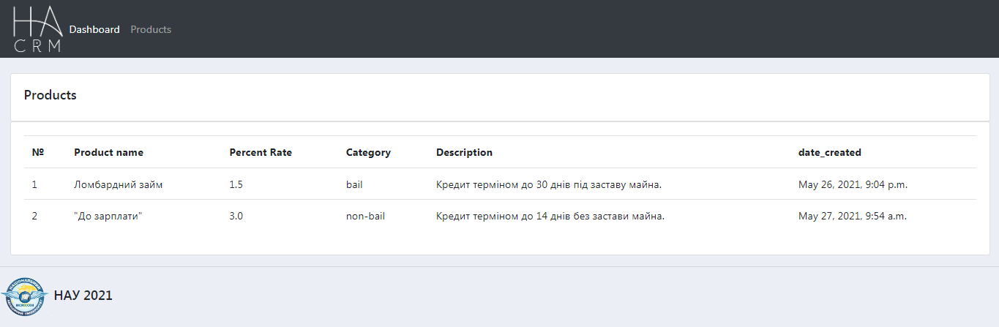 НА
CRM
Dashboard Products
Products
№ Product name Percent Rate Category Description date_created
1 Ломбардний займ 1.5 bail Кредит терміном до 30 днів під заставу майна. May 26, 2021, 9:04 p.m.
2 "До зарплати" 3.0 non-bail Кредит терміном до 14 днів без застави майна. May 27, 2021, 9:54 a.m.
НАУ 2021